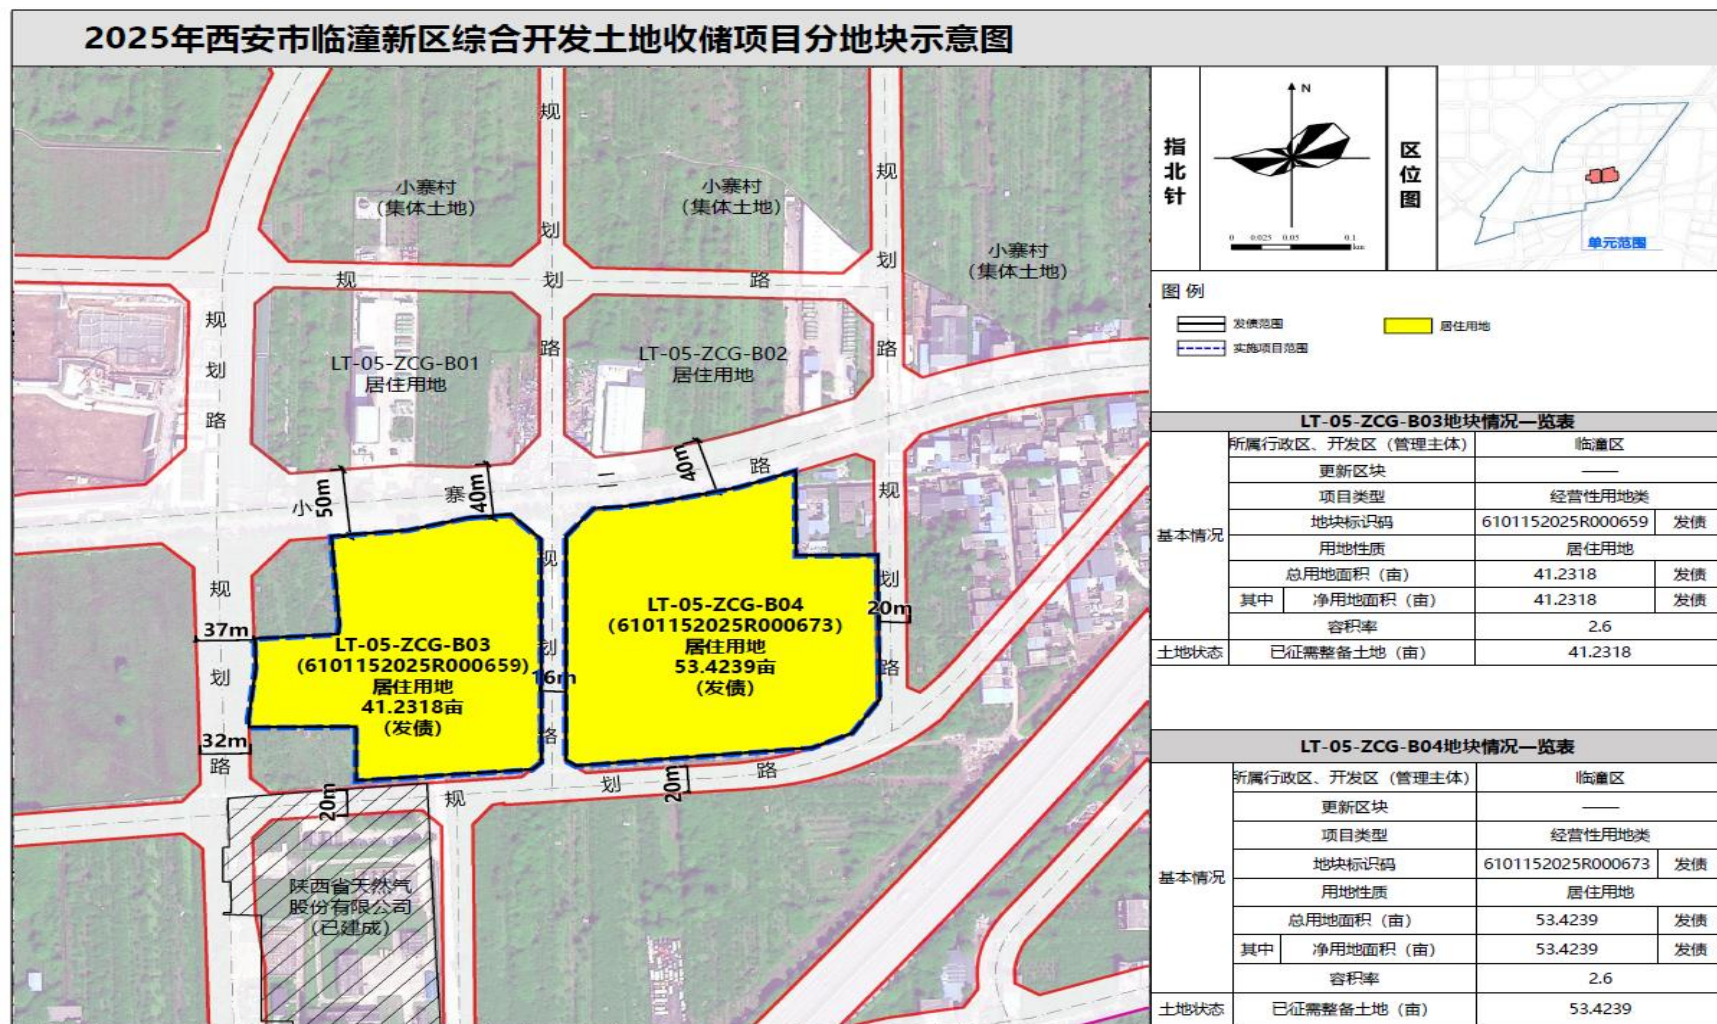 2025年西安市临潼新区综合开发土地收储项目分地块示意图
规
划
路
小寨村
（集体土地）
小寨村
（集体土地）
规
划
路
小寨村
（集体土地）
规
划
路
规
划
路
LT-05-ZCG-B01
居住用地
LT-05-ZCG-B02
居住用地
小
寨
二
路
50m
40m
40m
规
划
路
规
划
路
规
划
路
37m
LT-05-ZCG-B03
(6101152025R000659)
居住用地
41.2318亩
(发债)
16m
LT-05-ZCG-B04
(6101152025R000673)
居住用地
53.4239亩
(发债)
20m
32m
20m
规
划
路
20m
陕西省天然气
股份有限公司
(已建成)
指北针
N
0 0.025 0.05 0.1
km
区位图
单元范围
图 例
发债范围
居住用地
实施项目范围
LT-05-ZCG-B03地块情况一览表
基本情况
所属行政区、开发区（管理主体） 临潼区
更新区块 ——
项目类型 经营性用地类
地块标识码 6101152025R000659 发债
用地性质 居住用地
总用地面积（亩） 41.2318 发债
其中 净用地面积（亩） 41.2318 发债
容积率 2.6
土地状态 已征需整备土地（亩） 41.2318
LT-05-ZCG-B04地块情况一览表
基本情况
所属行政区、开发区（管理主体） 临潼区
更新区块 ——
项目类型 经营性用地类
地块标识码 6101152025R000673 发债
用地性质 居住用地
总用地面积（亩） 53.4239 发债
其中 净用地面积（亩） 53.4239 发债
容积率 2.6
土地状态 已征需整备土地（亩） 53.4239